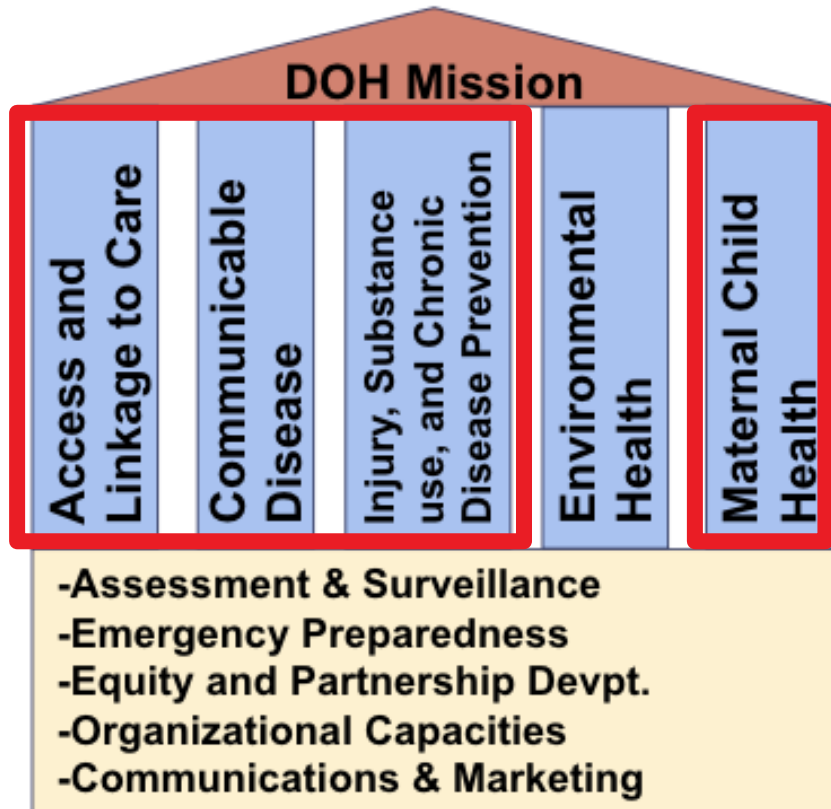 DOH Mission
Access and
Linkage to Care
Communicable
Disease
Injury, Substance
use, and Chronic
Disease Prevention
Environmental
Health
Maternal Child
Health
-Assessment & Surveillance
-Emergency Preparedness
-Equity and Partnership Devpt.
-Organizational Capacities
-Communications & Marketing